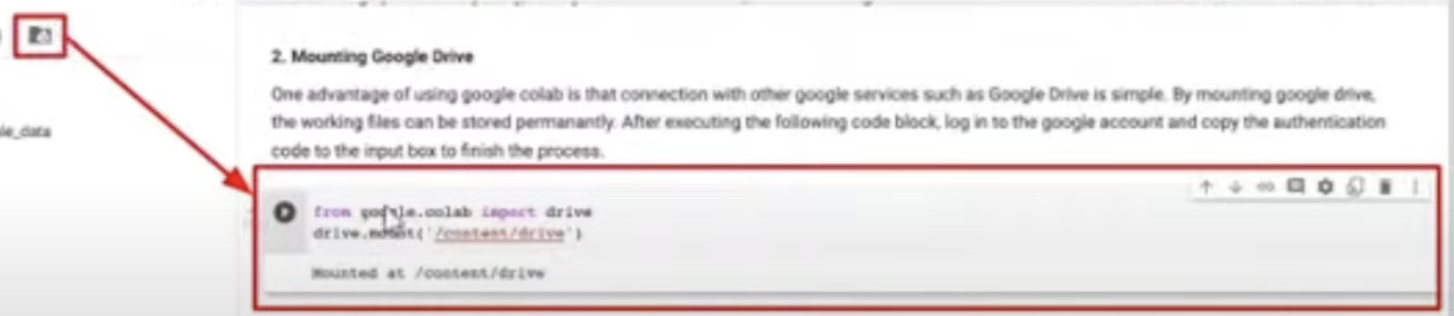 2. Mounting Google Drive
One advantage of using google colab is that connection with other google services such as Google Drive is simple. By mounting google drive,
the working files can be stored permanantly. After executing the following code block, log in to the google account and copy the authentication
code to the input box to finish the process.
le_data
from google.colab import drive
drive.mount('/content/drive')
Mounted at /content/drive